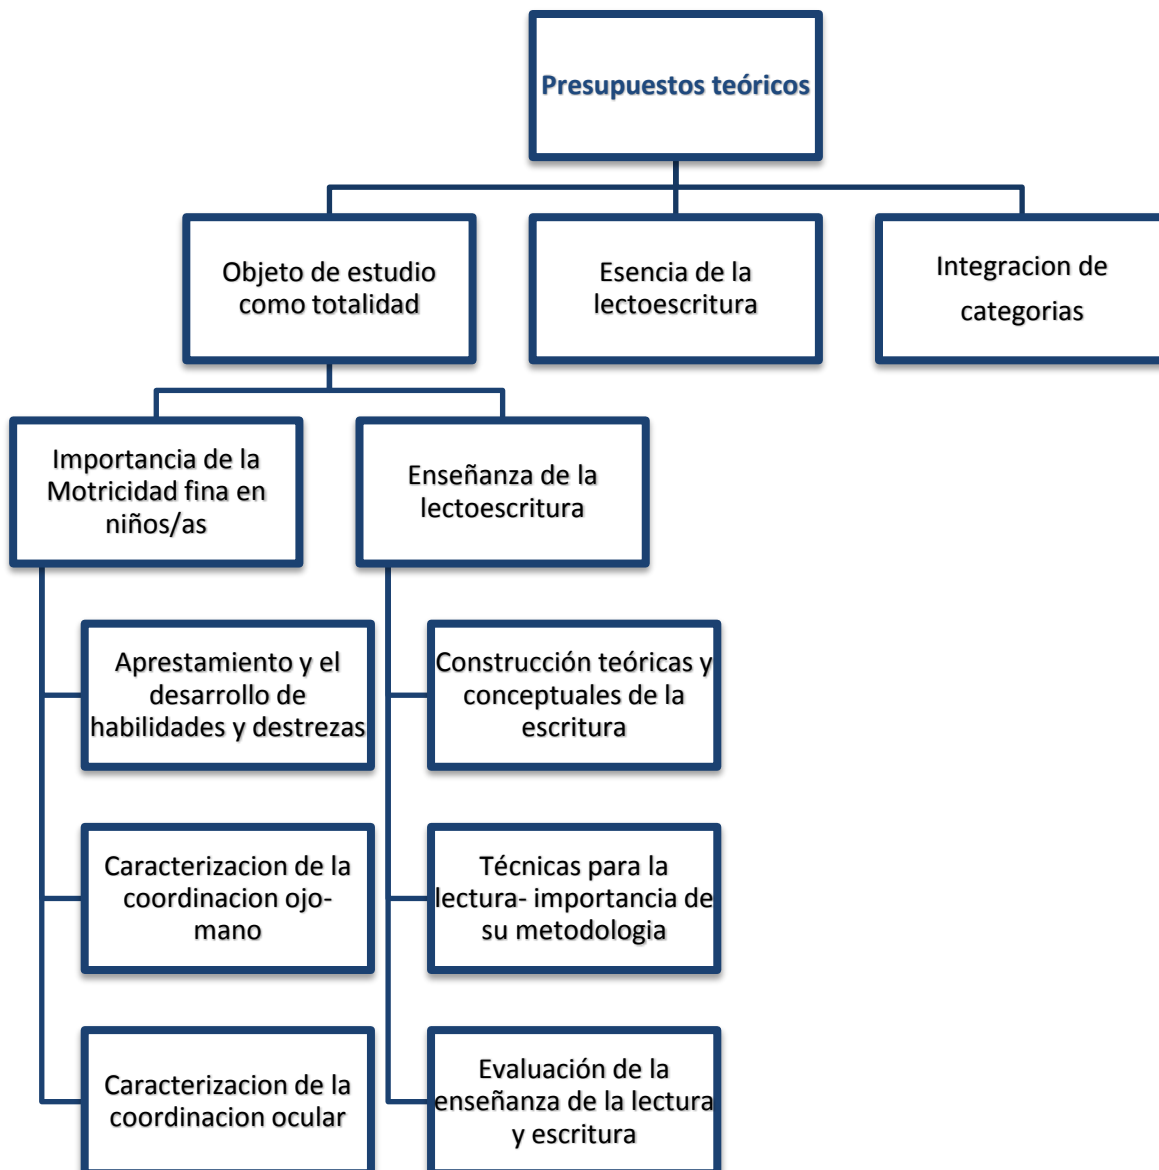 Presupuestos teóricos
Objeto de estudio
como totalidad
Esencia de la
lectoescritura
Integracion de
categorias
Importancia de la
Motricidad fina en
niños/as
Enseñanza de la
lectoescritura
Aprestamiento y el
desarrollo de
habilidades y destrezas
Construcción teóricas y
conceptuales de la
escritura
Caracterizacion de la
coordinacion ojo-
mano
Técnicas para la
lectura- importancia de
su metodologia
Caracterizacion de la
coordinacion ocular
Evaluación de la
enseñanza de la lectura
y escritura